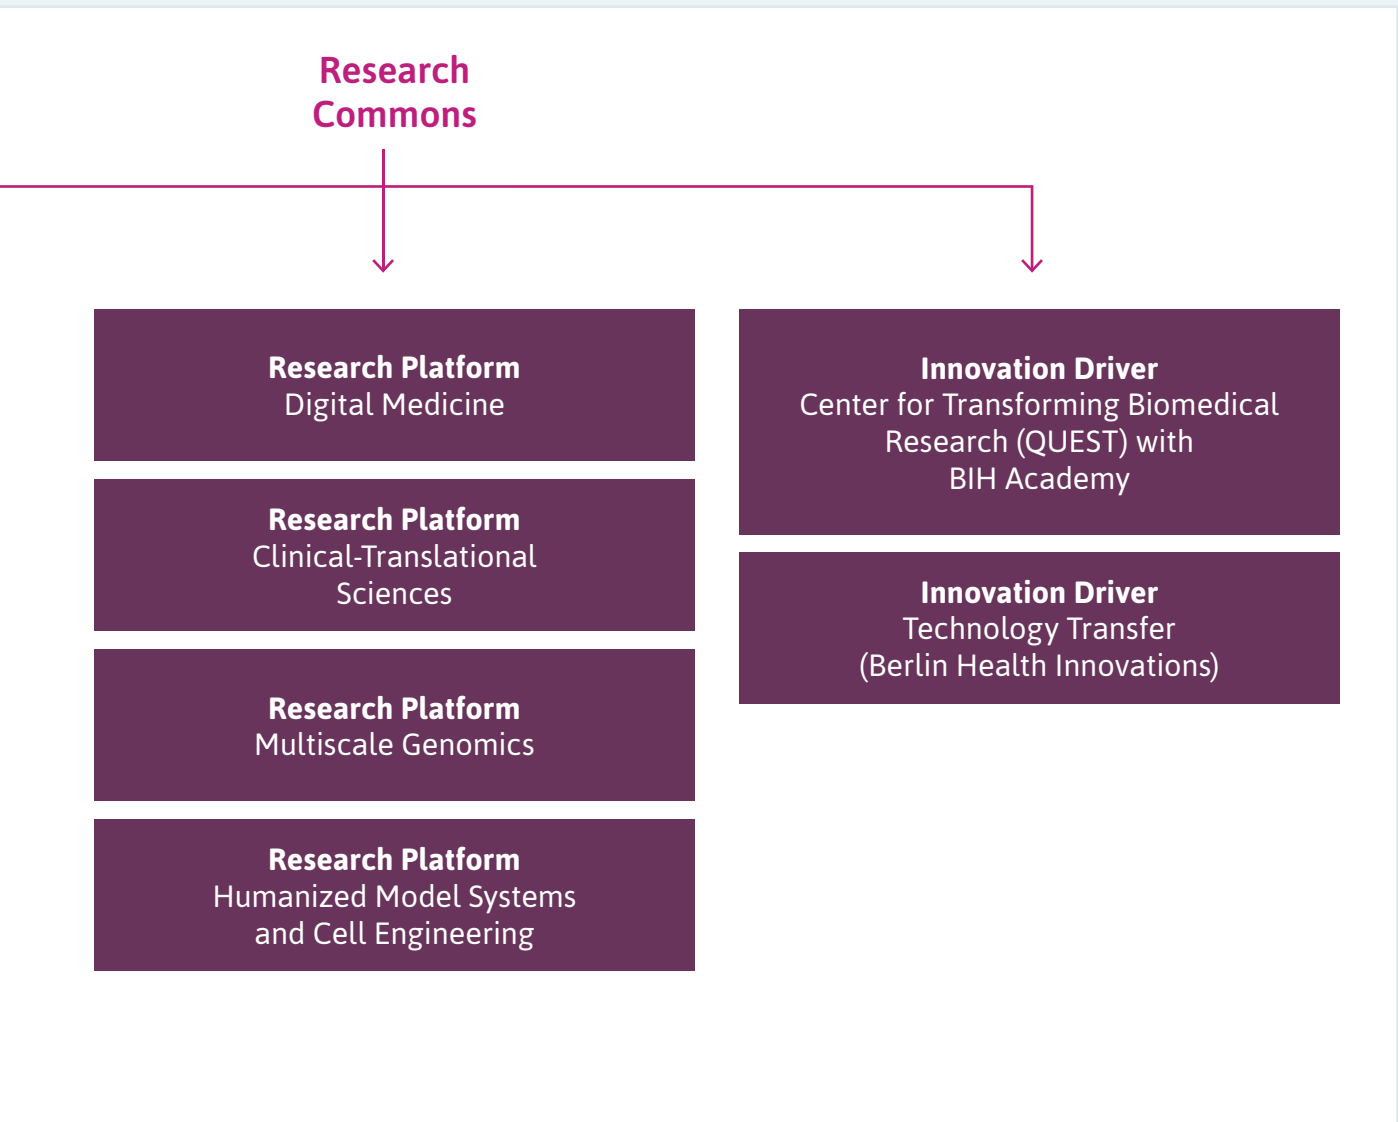 Research
Commons
Research Platform
Digital Medicine
Research Platform
Clinical-Translational
Sciences
Research Platform
Multiscale Genomics
Research Platform
Humanized Model Systems
and Cell Engineering
Innovation Driver
Center for Transforming Biomedical
Research (QUEST) with
BIH Academy
Innovation Driver
Technology Transfer
(Berlin Health Innovations)